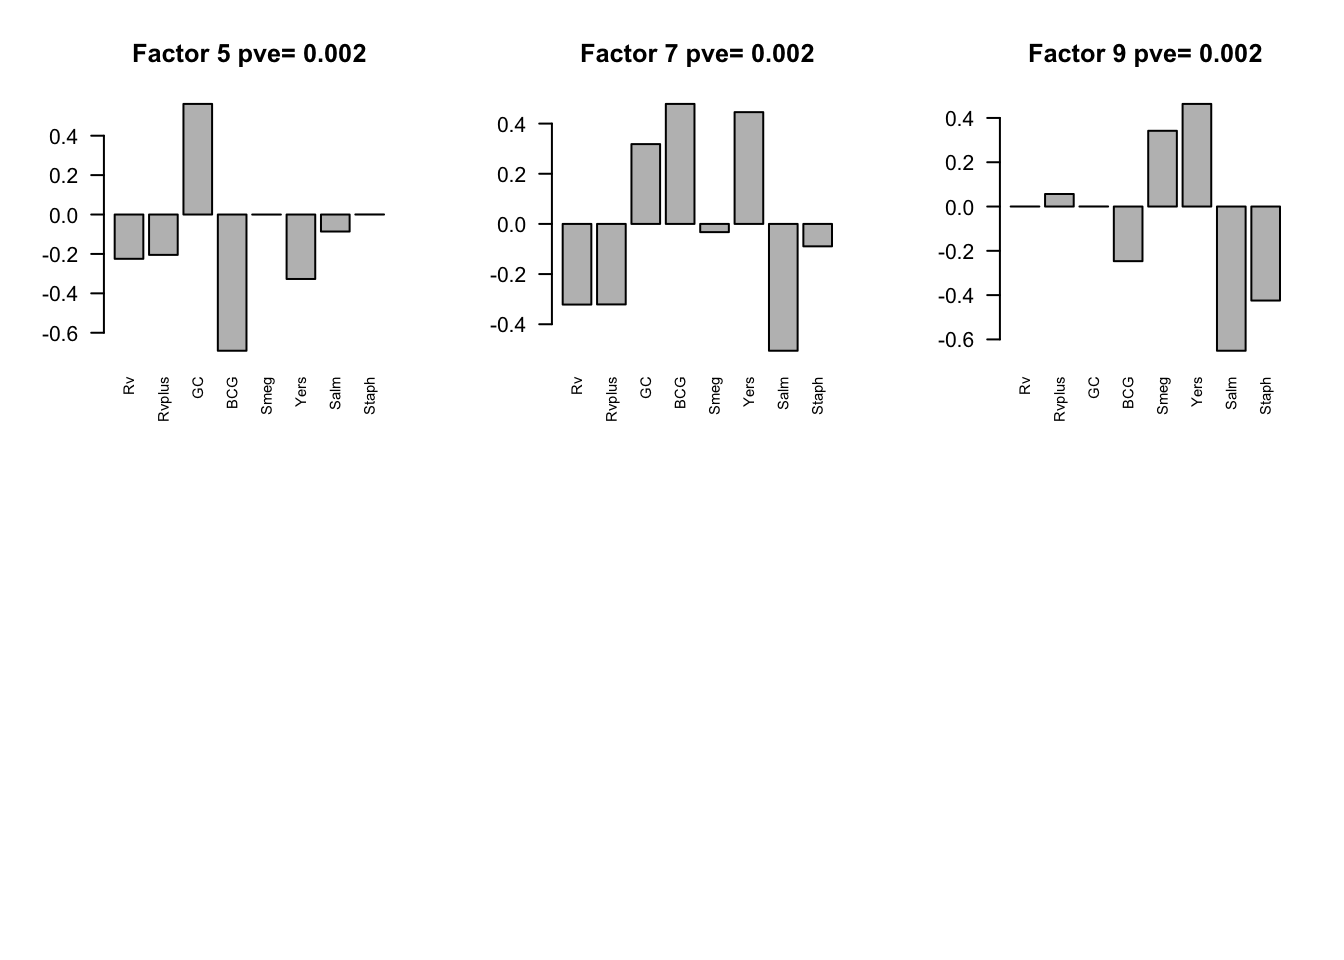 Factor 5 pve= 0.002
0.4
0.2
0.0
-0.2
-0.4
-0.6
Rv
Rvplus
GC
BCG
Smeg
Yers
Salm
Staph
Factor 7 pve= 0.002
0.4
0.2
0.0
-0.2
-0.4
Rv
Rvplus
GC
BCG
Smeg
Yers
Salm
Staph
Factor 9 pve= 0.002
0.4
0.2
0.0
-0.2
-0.4
-0.6
Rv
Rvplus
GC
BCG
Smeg
Yers
Salm
Staph